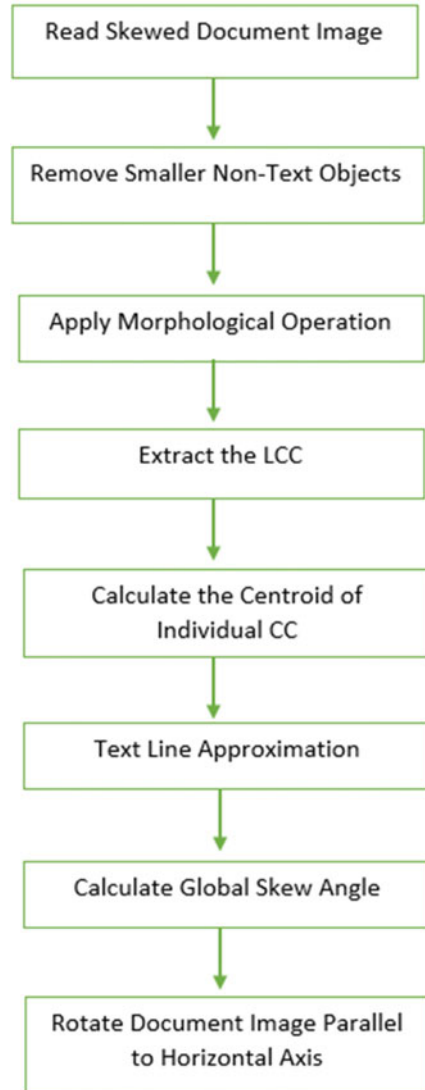 Read Skewed Document Image
Remove Smaller Non-Text Objects
Apply Morphological Operation
Extract the LCC
Calculate the Centroid of
Individual CC
Text Line Approximation
Calculate Global Skew Angle
Rotate Document Image Parallel
to Horizontal Axis